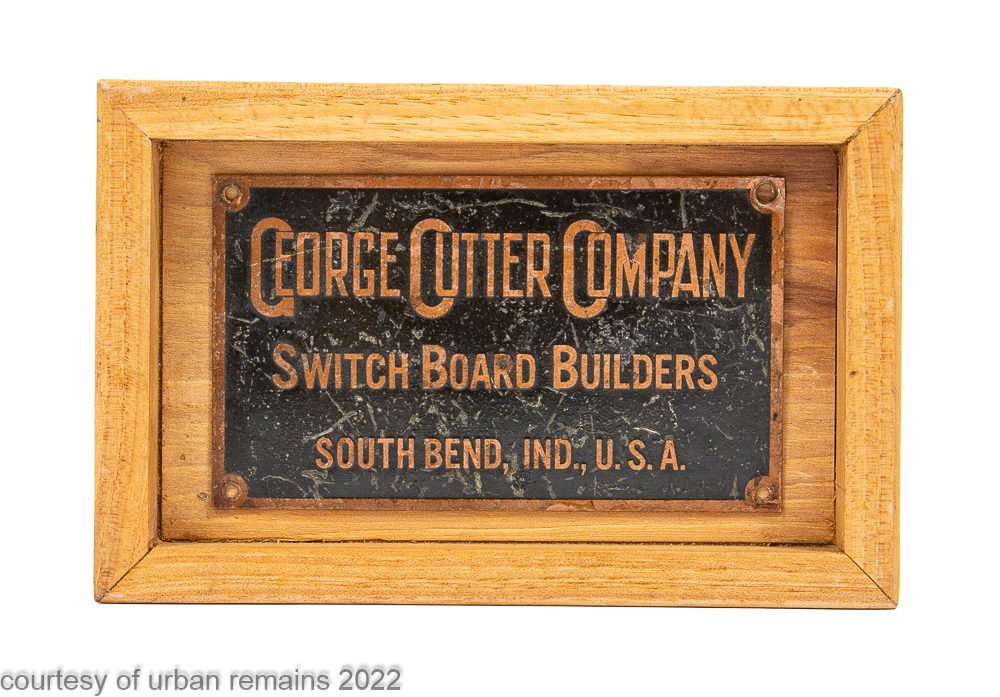 GEORGE CUTTER COMPANY
SWITCH BOARD BUILDERS
SOUTH BEND, IND., U. S. A.
courtesy of urban remains 2022